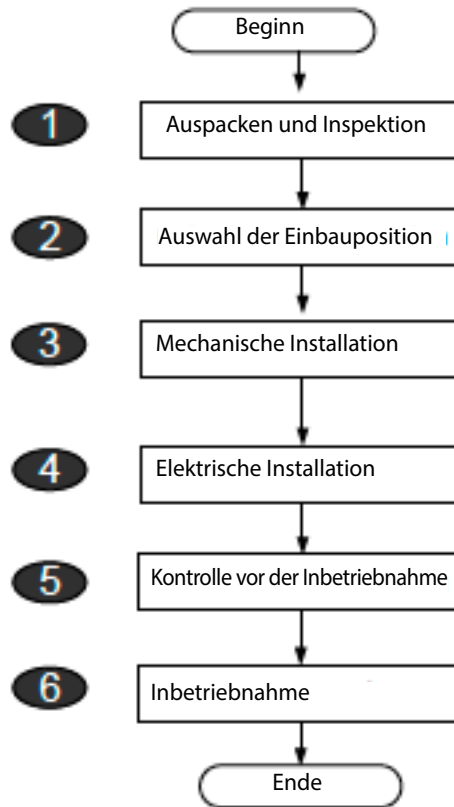 Beginn
1 Auspacken und Inspektion
2 Auswahl der Einbauposition
3 Mechanische Installation
4 Elektrische Installation
5 Kontrolle vor der Inbetriebnahme
6 Inbetriebnahme
Ende